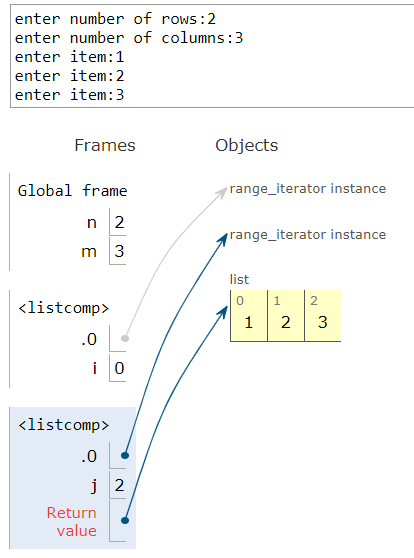 enter number of rows:2
enter number of columns:3
enter item:1
enter item:2
enter item:3
Frames Objects
Global frame
n 2
m 3
range_iterator instance
range_iterator instance
list
0 1 2
1 2 3
<listcomp>
.0
i 0
<listcomp>
.0
j 2
Return
value